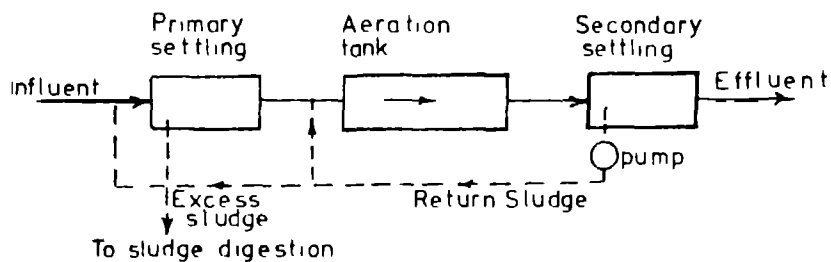 Primary
settling
Aeration
tank
Secondary
settling
Influent
Effluent
pump
Excess
sludge
Return Sludge
To sludge digestion